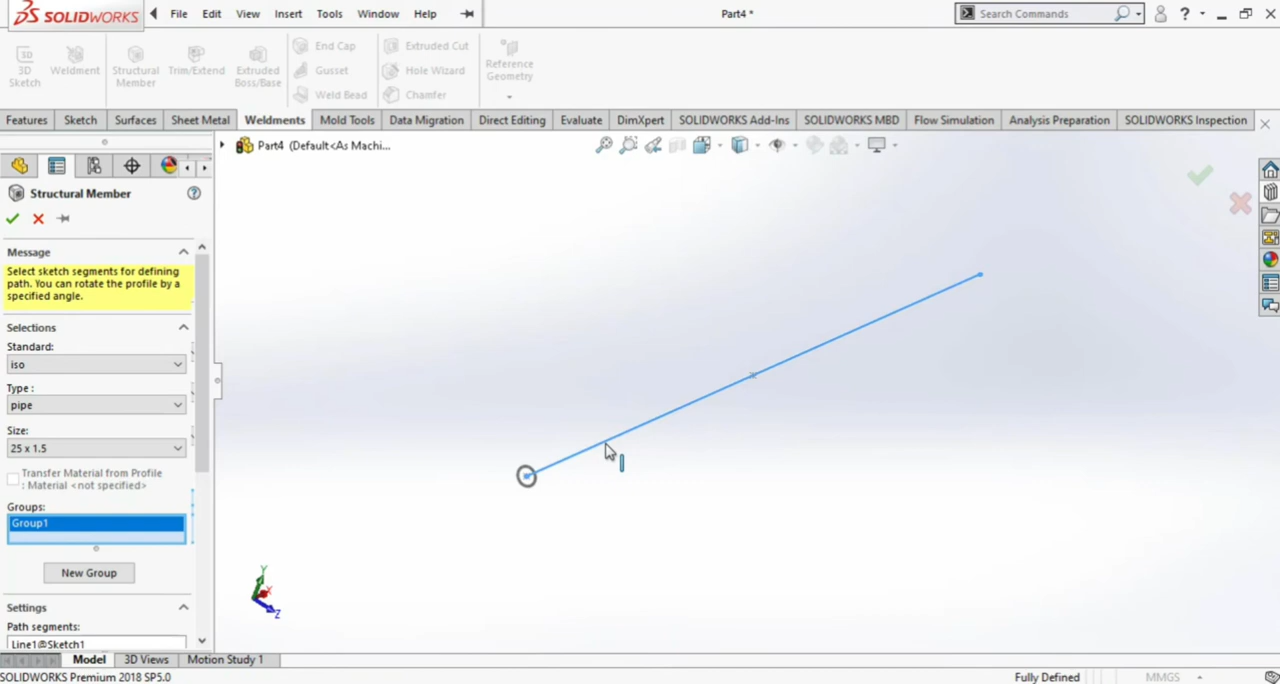 SOLIDWORKS File Edit View Insert Tools Window Help Part4 * Search Commands ?
3D Sketch
Weldment
Structural Member
Trim/Extend
Extruded Boss/Base
End Cap
Gusset
Weld Bead
Extruded Cut
Hole Wizard
Chamfer
Reference Geometry
Features Sketch Surfaces Sheet Metal Weldments Mold Tools Data Migration Direct Editing Evaluate DimXpert SOLIDWORKS Add-Ins SOLIDWORKS MBD Flow Simulation Analysis Preparation SOLIDWORKS Inspection
Part4 (Default<As Machi...
Structural Member
Message
Select sketch segments for defining
path. You can rotate the profile by a
specified angle.
Selections
Standard:
iso
Type :
pipe
Size:
25 x 1.5
Transfer Material from Profile
: Material <not specified>
Groups:
Group1
New Group
Settings
Path segments:
Line1@Sketch1
Y
X
Z
Model 3D Views Motion Study 1
SOLIDWORKS Premium 2018 SP5.0 Fully Defined MMGS